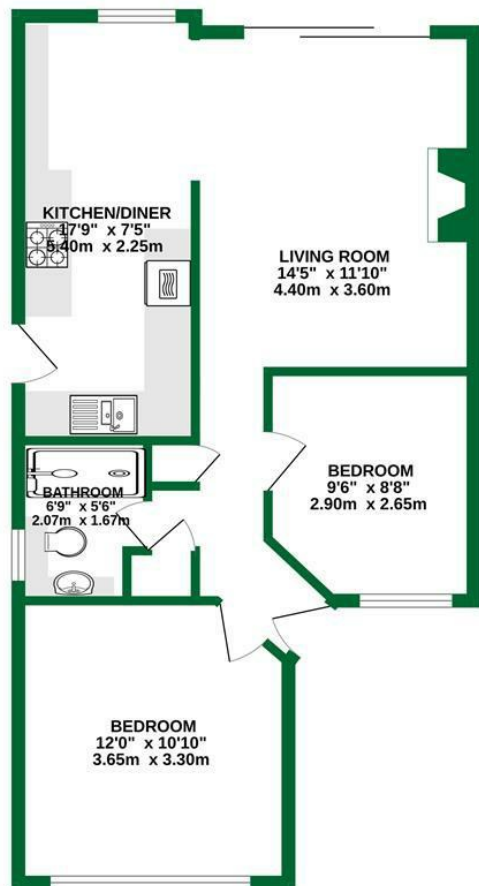 KITCHEN/DINER
17'9" x 7'5"
5.40m x 2.25m
LIVING ROOM
14'5" x 11'10"
4.40m x 3.60m
BEDROOM
9'6" x 8'8"
2.90m x 2.65m
BATHROOM
6'9" x 5'6"
2.07m x 1.67m
BEDROOM
12'0" x 10'10"
3.65m x 3.30m